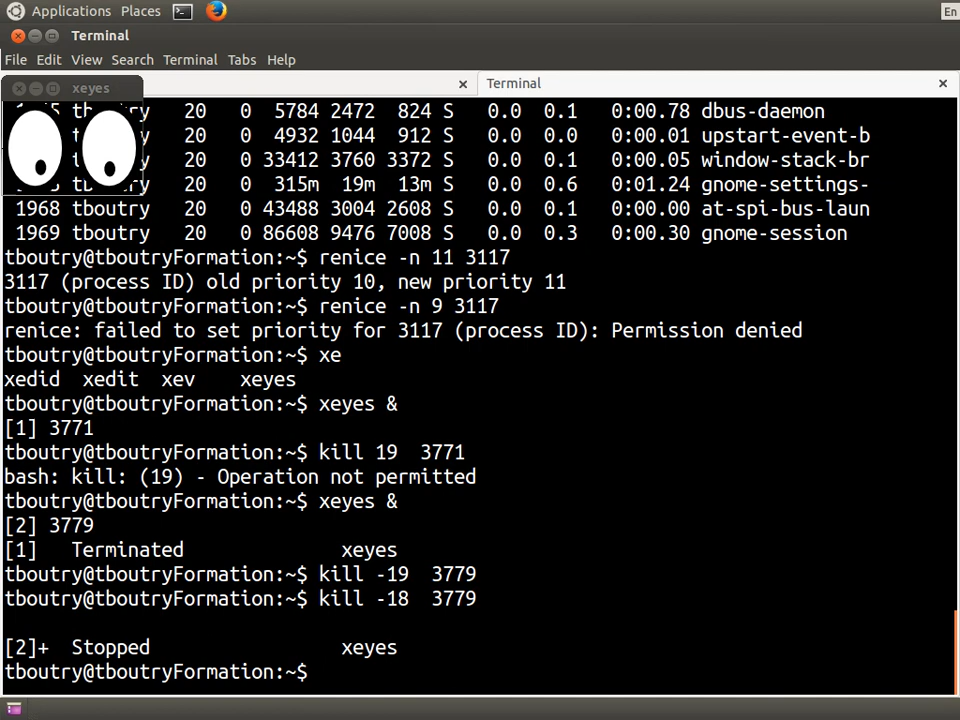 Applications Places En
Terminal
File Edit View Search Terminal Tabs Help
xeyes
Terminal
5 tboutry 20 0 5784 2472 824 S 0.0 0.1 0:00.78 dbus-daemon
tboutry 20 0 4932 1044 912 S 0.0 0.0 0:00.01 upstart-event-b
tboutry 20 0 33412 3760 3372 S 0.0 0.1 0:00.05 window-stack-br
tboutry 20 0 315m 19m 13m S 0.0 0.6 0:01.24 gnome-settings-
1968 tboutry 20 0 43488 3004 2608 S 0.0 0.1 0:00.00 at-spi-bus-laun
1969 tboutry 20 0 86608 9476 7008 S 0.0 0.3 0:00.30 gnome-session
tboutry@tboutryFormation:~$ renice -n 11 3117
3117 (process ID) old priority 10, new priority 11
tboutry@tboutryFormation:~$ renice -n 9 3117
renice: failed to set priority for 3117 (process ID): Permission denied
tboutry@tboutryFormation:~$ xe
xedid xedit xev xeyes
tboutry@tboutryFormation:~$ xeyes &
[1] 3771
tboutry@tboutryFormation:~$ kill 19 3771
bash: kill: (19) - Operation not permitted
tboutry@tboutryFormation:~$ xeyes &
[2] 3779
[1] Terminated xeyes
tboutry@tboutryFormation:~$ kill -19 3779
tboutry@tboutryFormation:~$ kill -18 3779
[2]+ Stopped xeyes
tboutry@tboutryFormation:~$